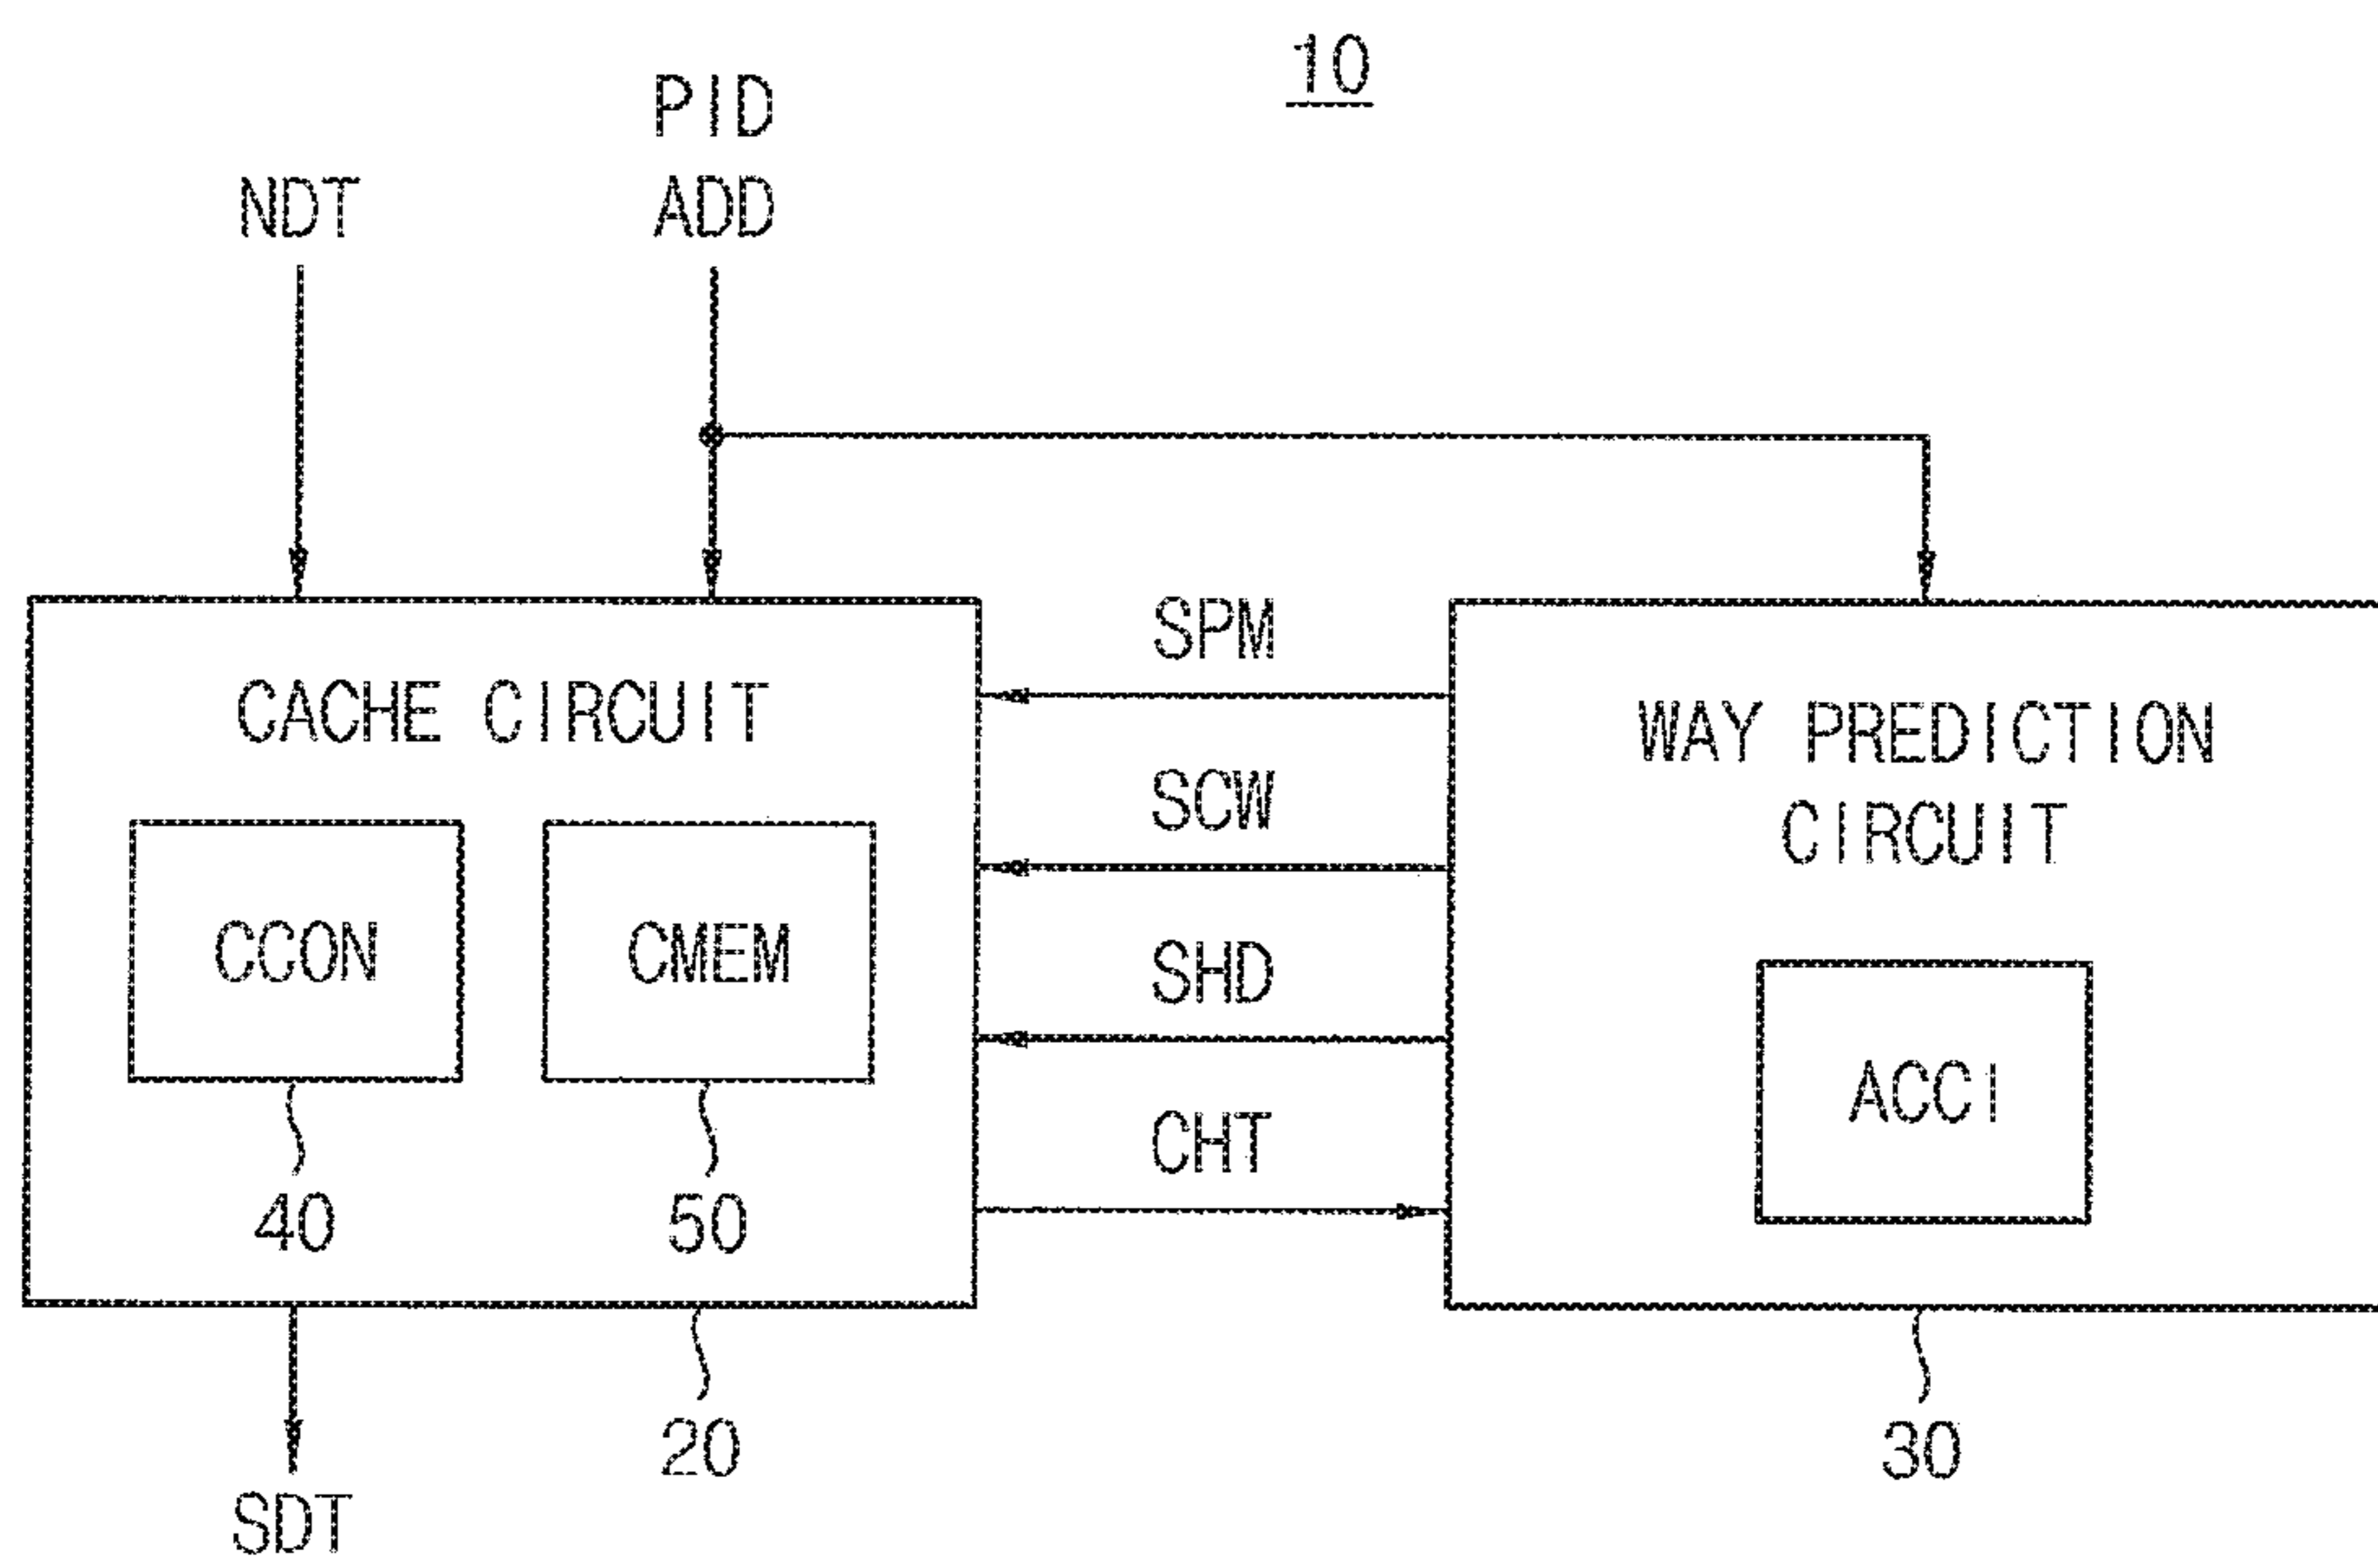 10
PID
NDT
ADD
SPM
CACHE CIRCUIT
WAY PREDICTION
CIRCUIT
SCW
CCON
CMEM
SHD
ACCI
CHT
40
50
20
30
SDT